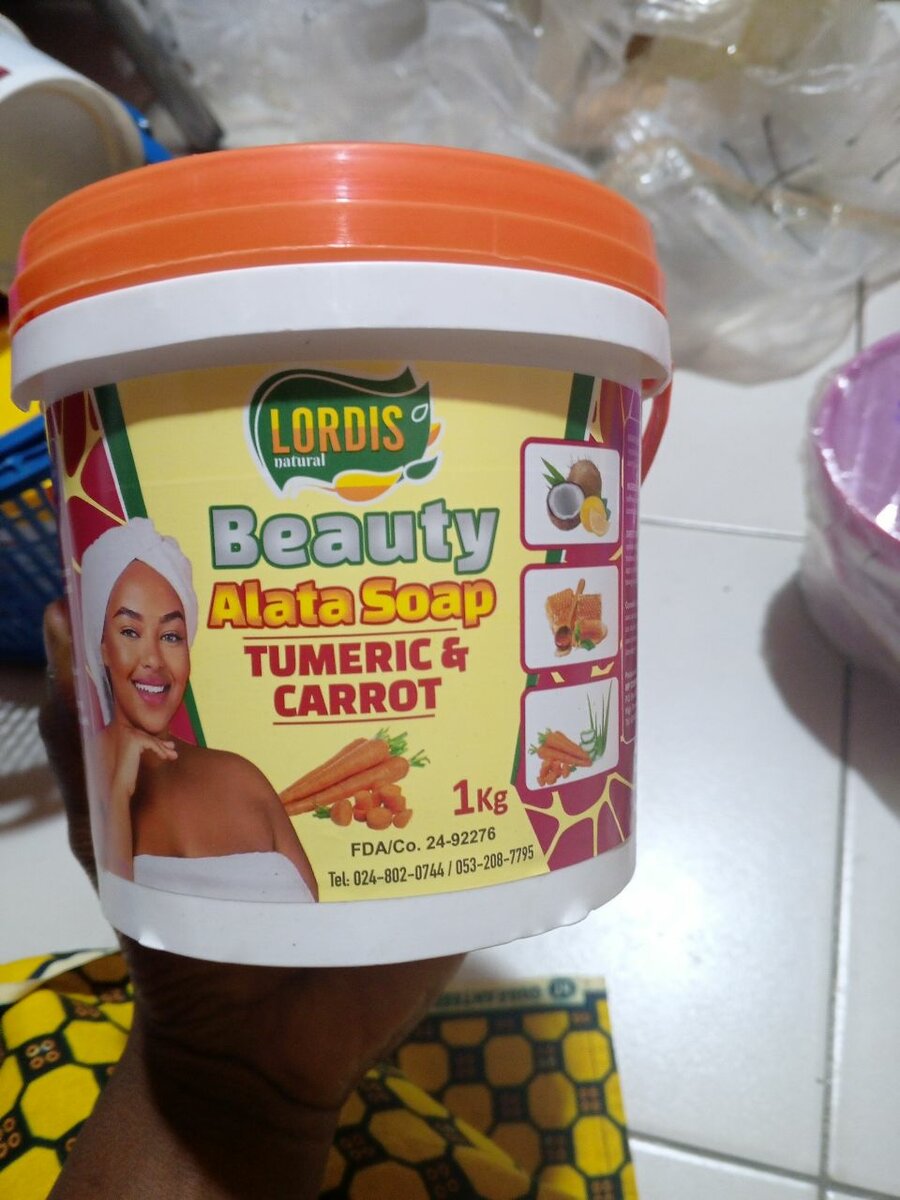 LORDIS
natural
Beauty
Alata Soap
TUMERIC &
CARROT
1Kg
FDA/Co. 24-92276
Tel: 024-802-0744 / 053-208-7795